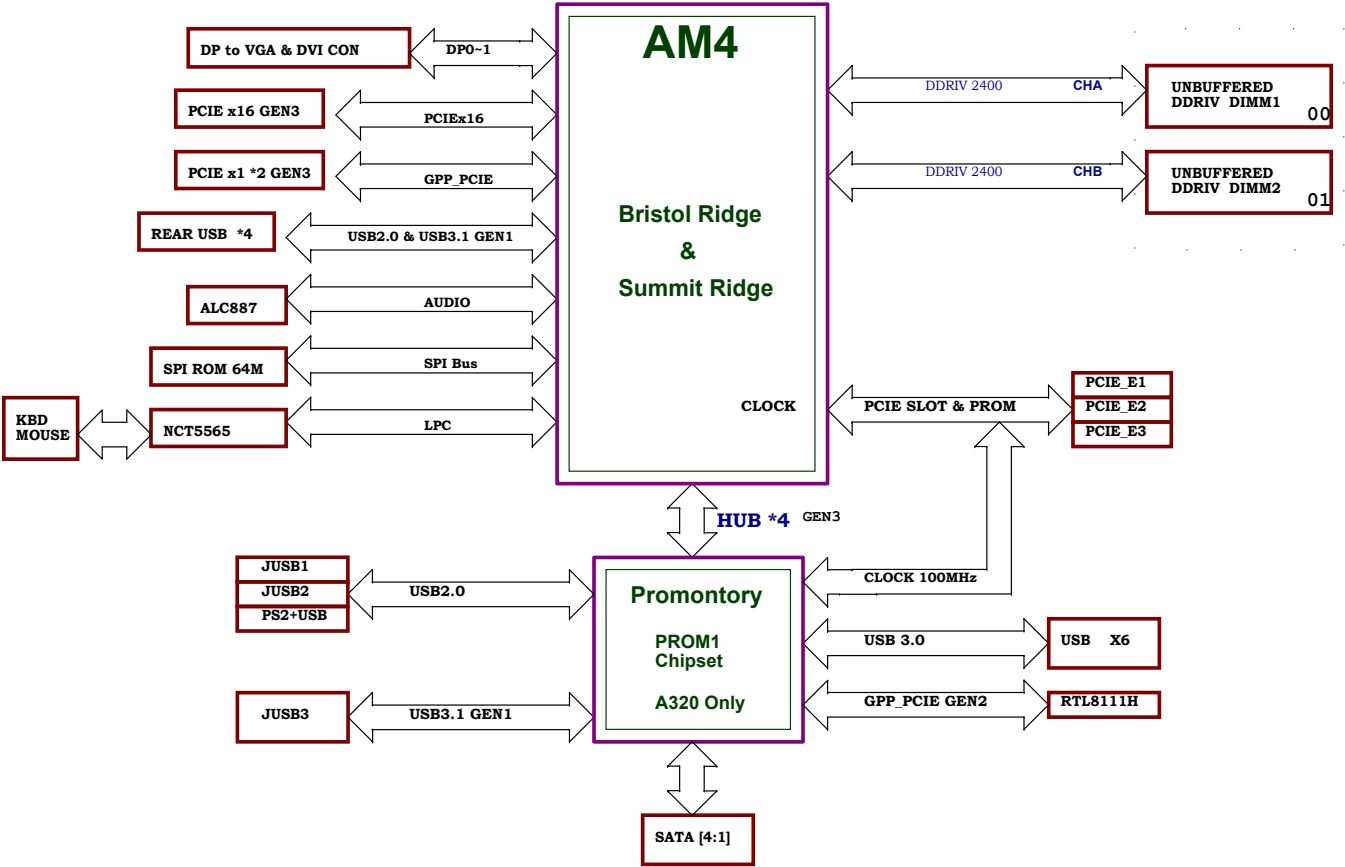 AM4
DP to VGA & DVI CON
DP0~1
DDRIV 2400
CHA
UNBUFFERED
DDRIV DIMM1
00
PCIE x16 GEN3
PCIEx16
PCIE x1 *2 GEN3
GPP_PCIE
DDRIV 2400
CHB
UNBUFFERED
DDRIV DIMM2
01
REAR USB *4
USB2.0 & USB3.1 GEN1
Bristol Ridge
&
Summit Ridge
ALC887
AUDIO
SPI ROM 64M
SPI Bus
KBD
MOUSE
NCT5565
LPC
CLOCK
PCIE SLOT & PROM
PCIE_E1
PCIE_E2
PCIE_E3
HUB *4
GEN3
JUSB1
JUSB2
PS2+USB
USB2.0
Promontory
PROM1
Chipset
A320 Only
CLOCK 100MHz
USB 3.0
USB X6
GPP_PCIE GEN2
RTL8111H
JUSB3
USB3.1 GEN1
SATA [4:1]